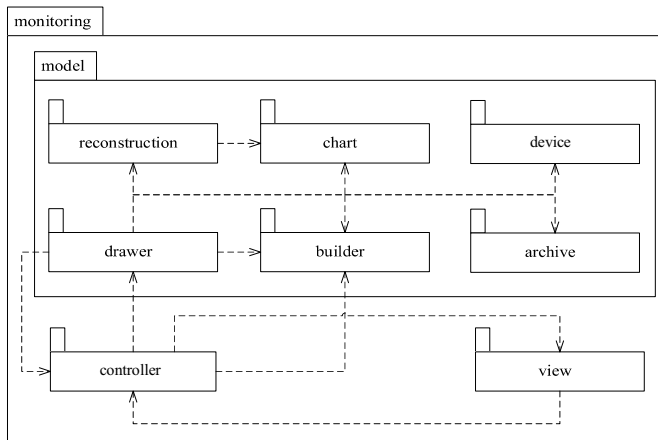 monitoring
model
reconstruction
chart
device
drawer
builder
archive
controller
view